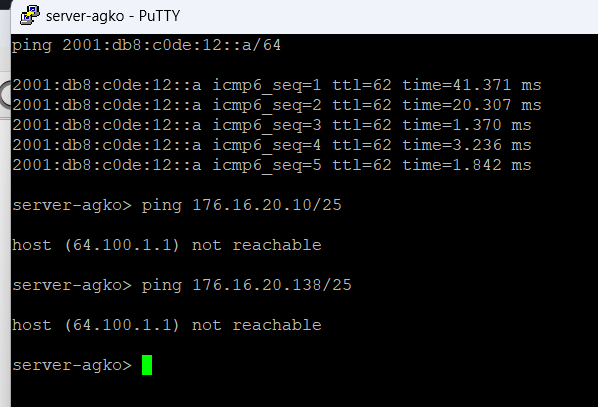 server-agko - PuTTY
ping 2001:db8:c0de:12::a/64
2001:db8:c0de:12::a icmp6_seq=1 ttl=62 time=41.371 ms
2001:db8:c0de:12::a icmp6_seq=2 ttl=62 time=20.307 ms
2001:db8:c0de:12::a icmp6_seq=3 ttl=62 time=1.370 ms
2001:db8:c0de:12::a icmp6_seq=4 ttl=62 time=3.236 ms
2001:db8:c0de:12::a icmp6_seq=5 ttl=62 time=1.842 ms
server-agko> ping 176.16.20.10/25
host (64.100.1.1) not reachable
server-agko> ping 176.16.20.138/25
host (64.100.1.1) not reachable
server-agko>